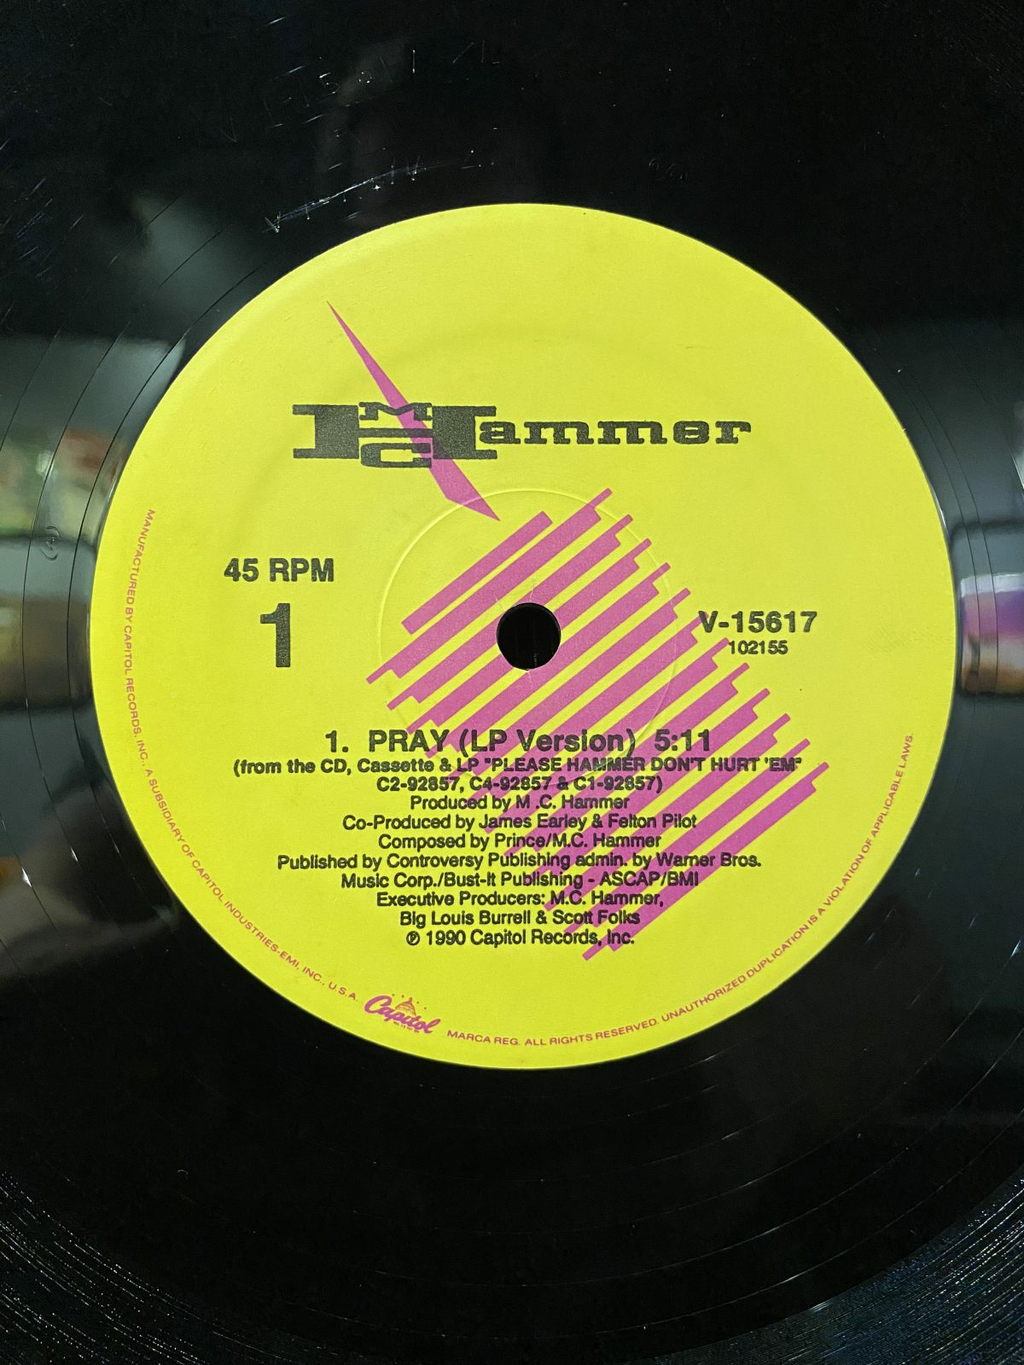 MC Hammer
45 RPM
1
V-15617
102155
1. PRAY (LP Version) 5:11
(from the CD, Cassette & LP "PLEASE HAMMER DON'T HURT 'EM"
C2-92857, C4-92857 & C1-92857)
Produced by M .C. Hammer
Co-Produced by James Earley & Felton Pilot
Composed by Prince/M.C. Hammer
Published by Controversy Publishing admin. by Warner Bros.
Music Corp./Bust-It Publishing - ASCAP/BMI
Executive Producers: M.C. Hammer,
Big Louis Burrell & Scott Folks
℗ 1990 Capitol Records, Inc.
MANUFACTURED BY CAPITOL RECORDS, INC., A SUBSIDIARY OF CAPITOL INDUSTRIES-EMI, INC., U.S.A.
Capitol
MARCA REG. ALL RIGHTS RESERVED. UNAUTHORIZED DUPLICATION IS A VIOLATION OF APPLICABLE LAWS